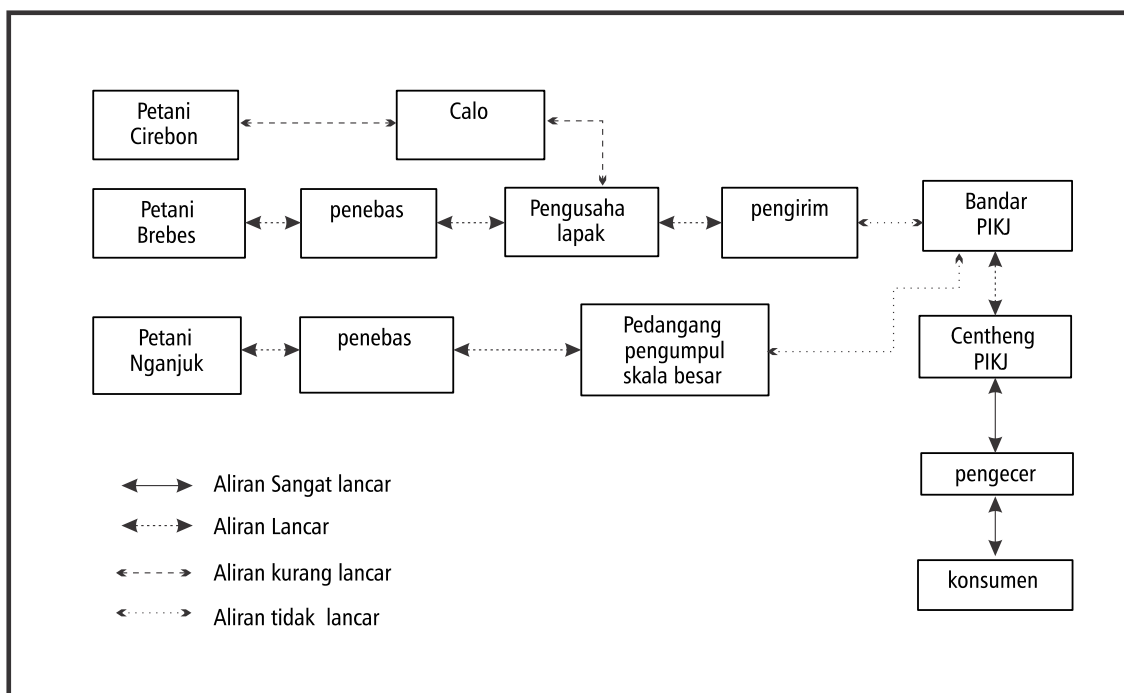 Petani
Cirebon
Calo
Petani
Brebes
penebas
Pengusaha
lapak
pengirim
Bandar
PIKJ
Petani
Nganjuk
penebas
Pedangang
pengumpul
skala besar
Centheng
PIKJ
pengecer
konsumen
Aliran Sangat lancar
Aliran Lancar
Aliran kurang lancar
Aliran tidak lancar